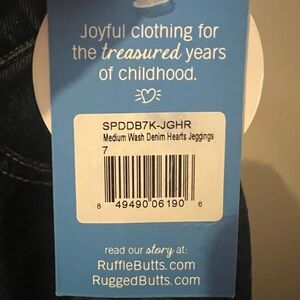 Joyful clothing for
the treasured years
of childhood.
SPDDB7K-JGHR
Medium Wash Denim Hearts Jeggings
7
8 49490 06190 6
read our story at:
RuffleButts.com
RuggedButts.com